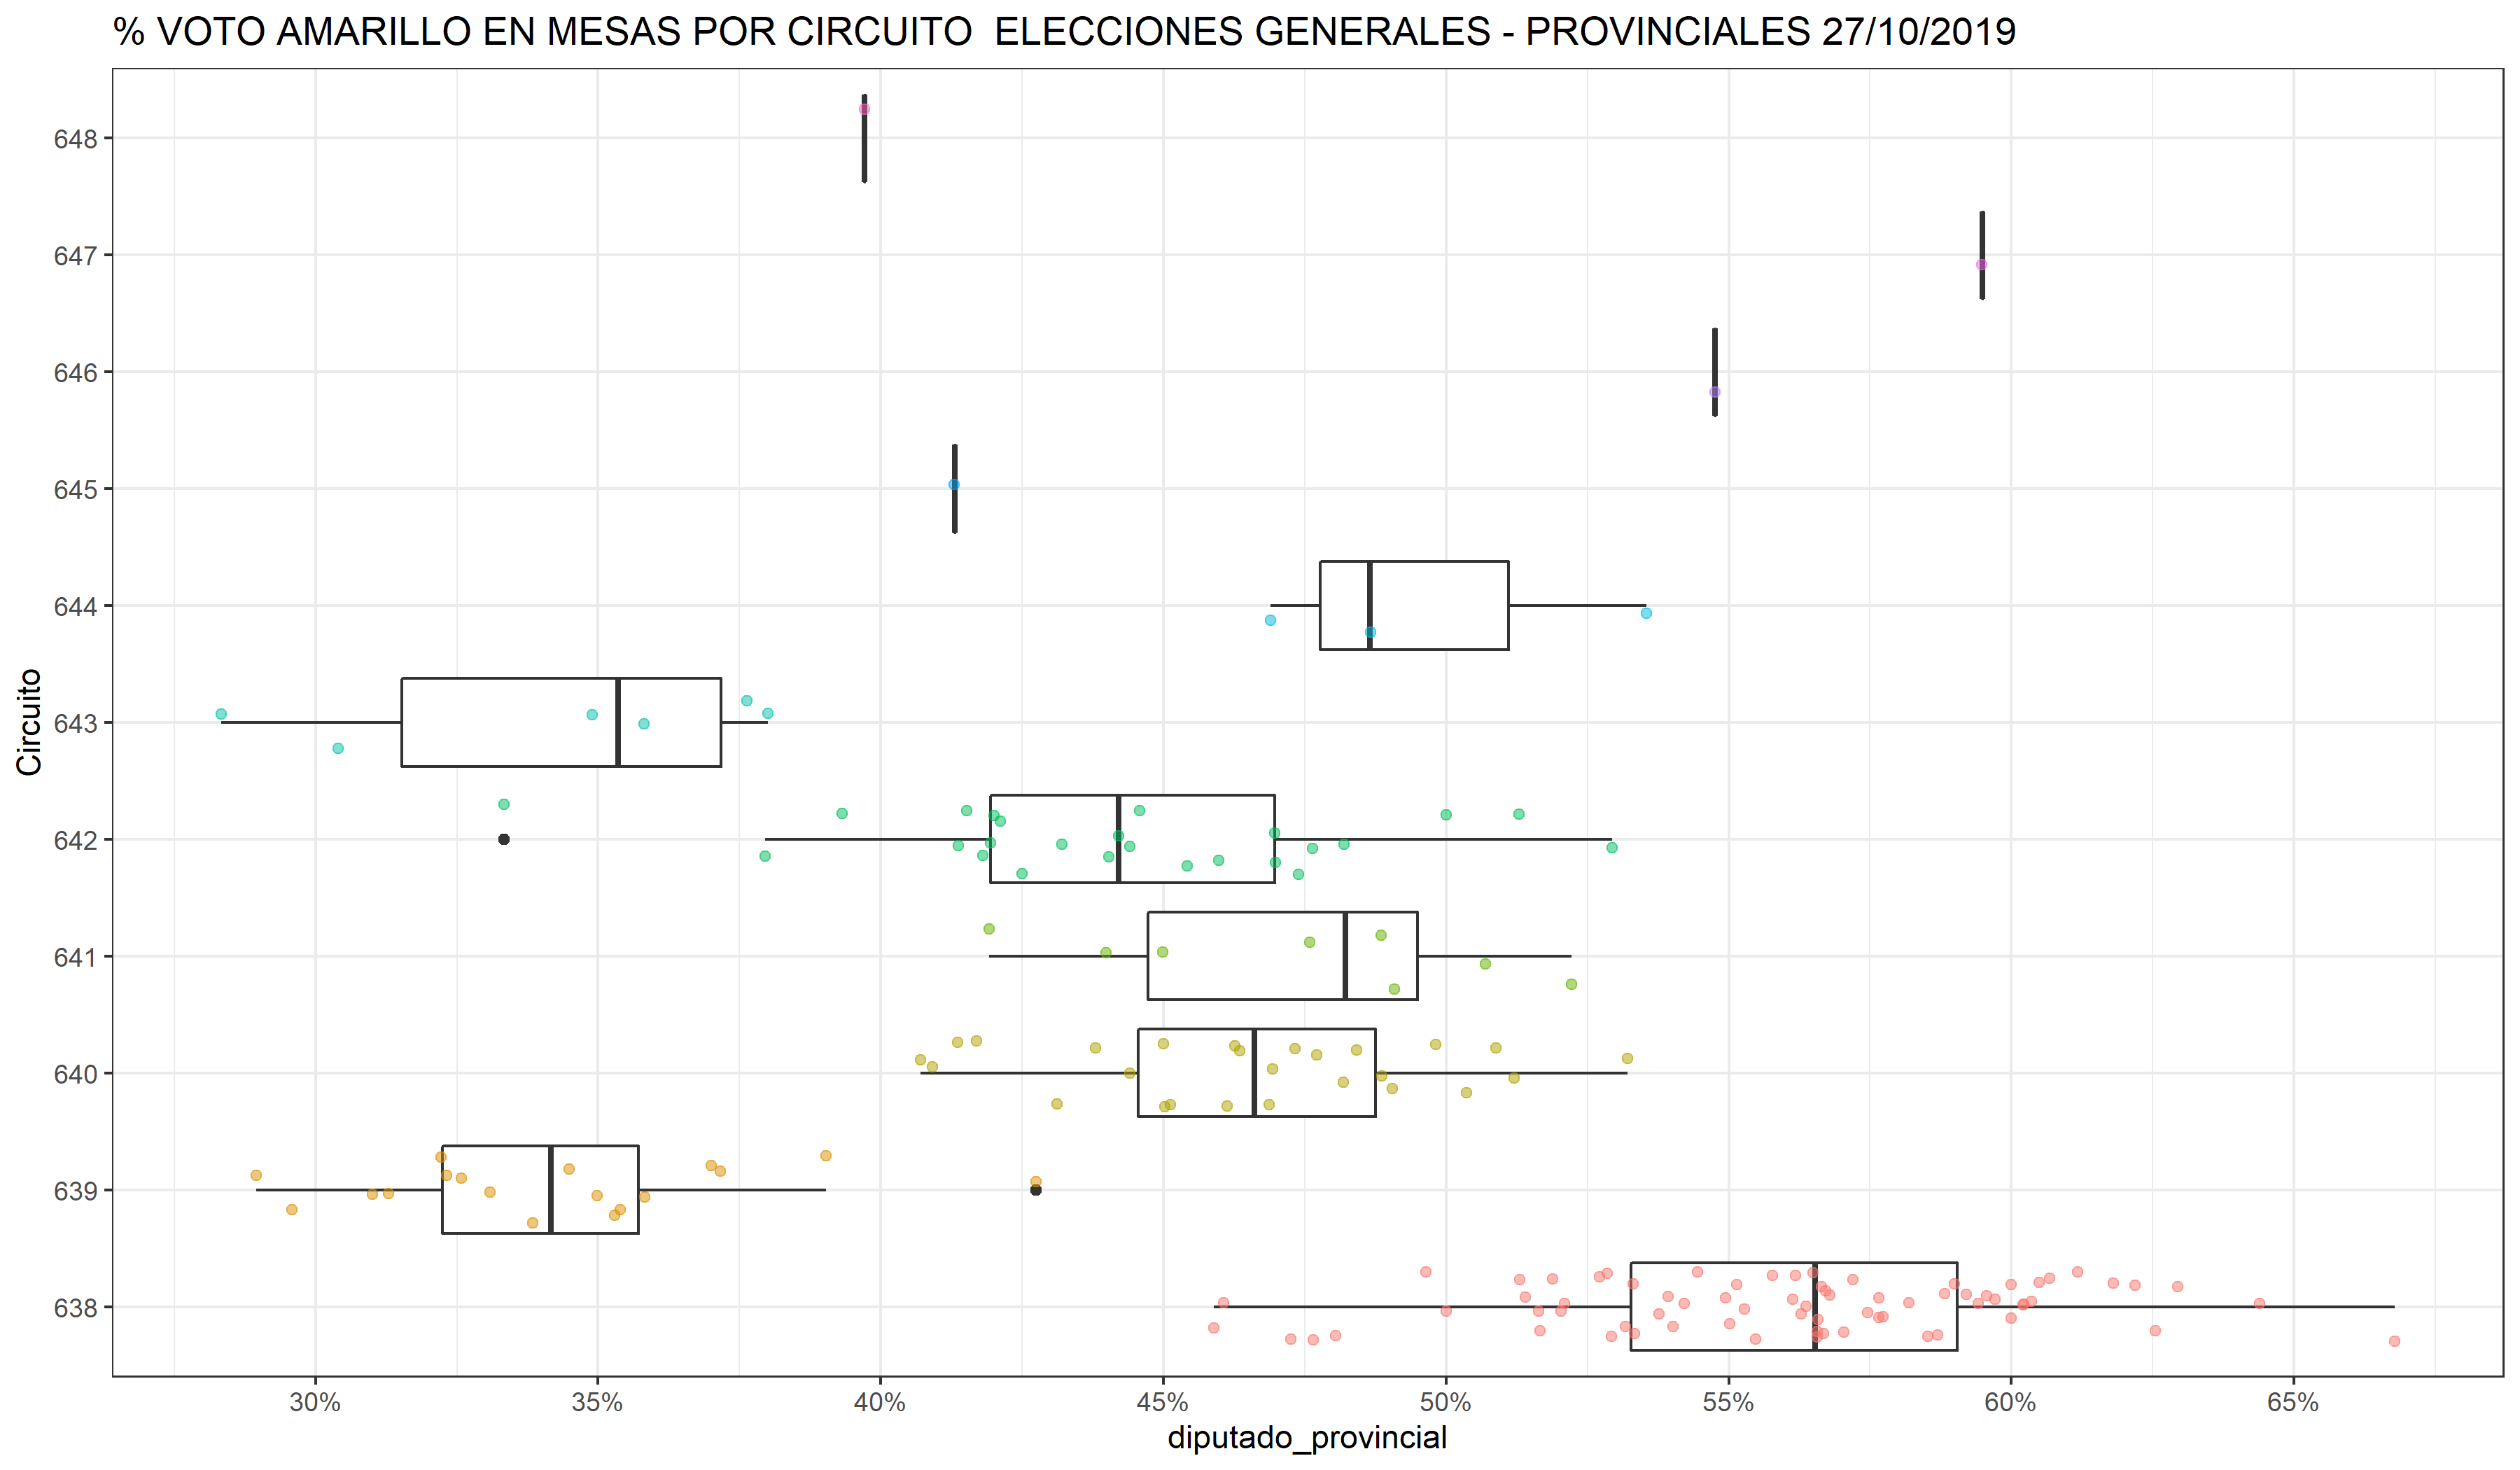 % VOTO AMARILLO EN MESAS POR CIRCUITO  ELECCIONES GENERALES - PROVINCIALES 27/10/2019
648
647
646
645
644
643
642
641
640
639
638
Circuito
30% 35% 40% 45% 50% 55% 60% 65%
diputado_provincial